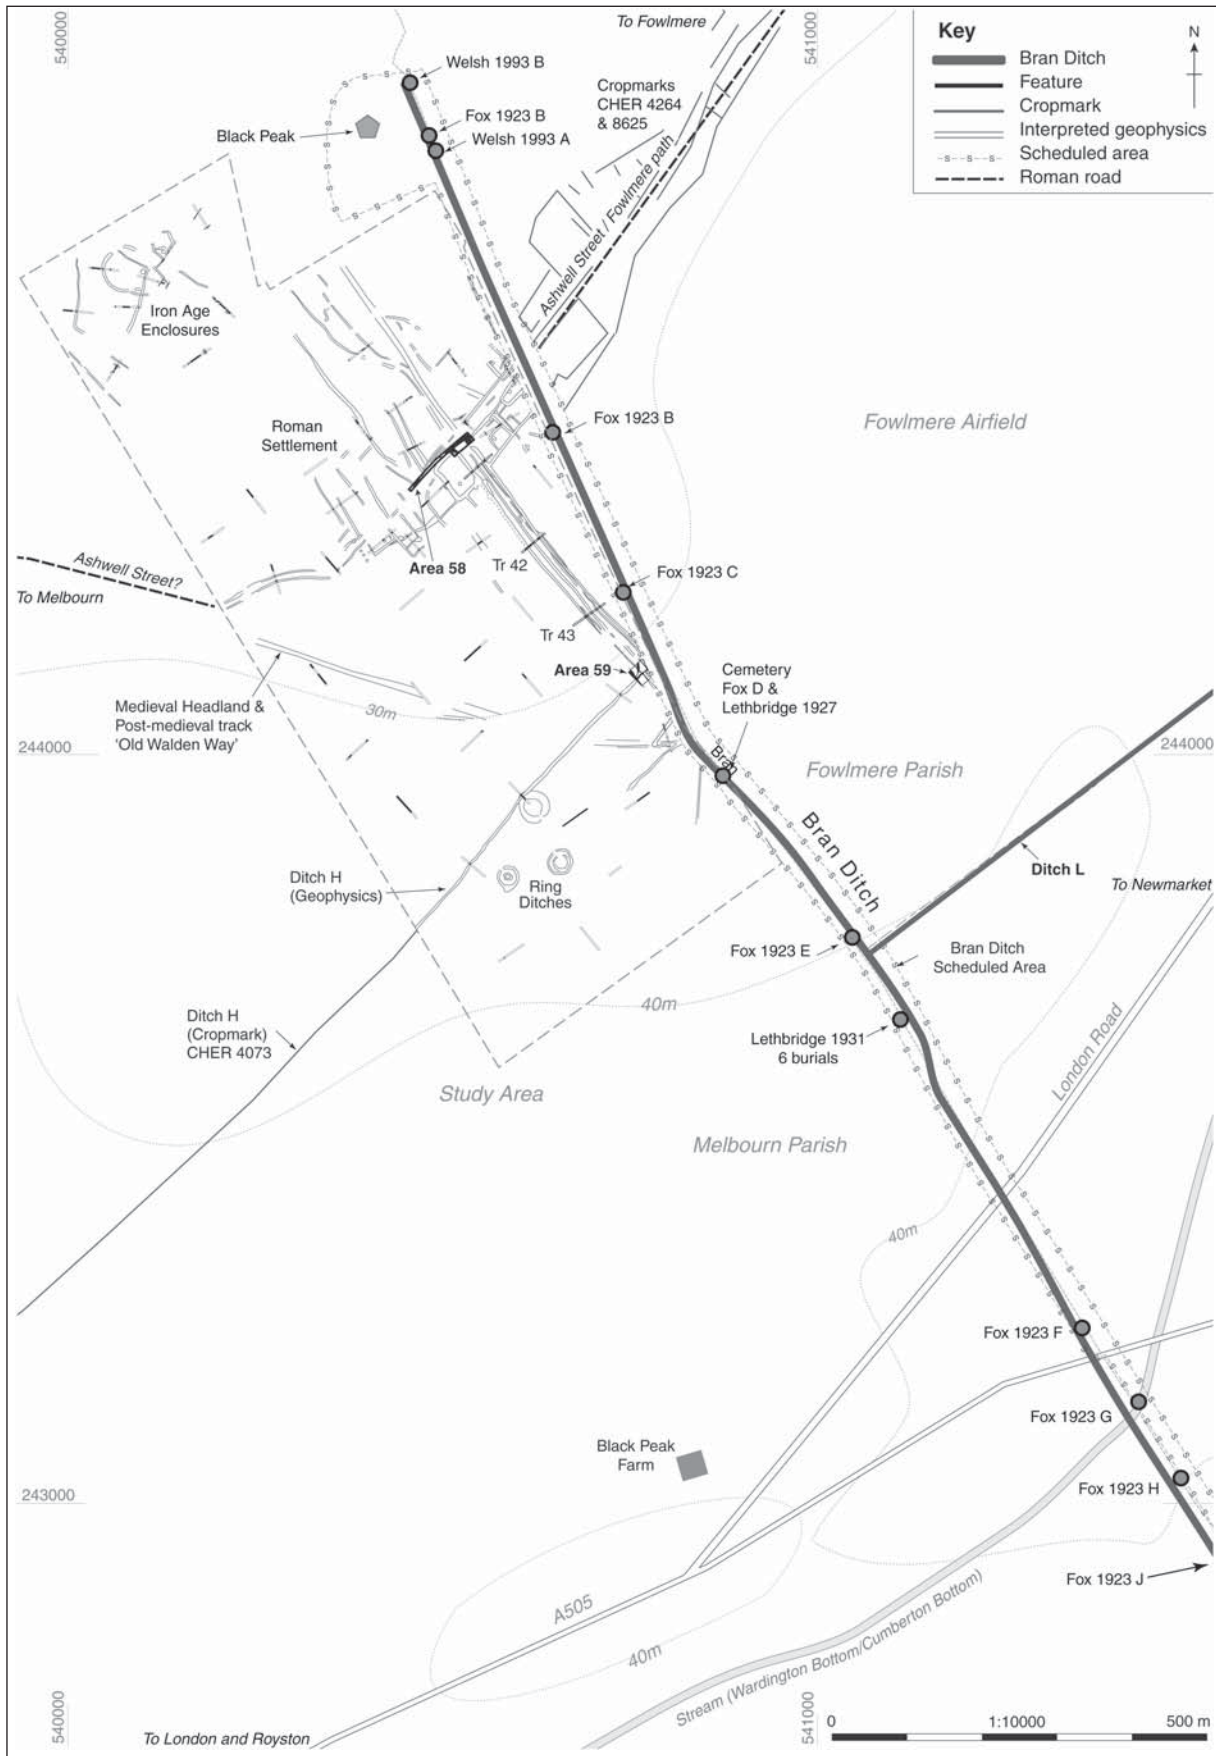 540000
To Fowlmere
541000
Key
N
Bran Ditch
Feature
Cropmark
Interpreted geophysics
Scheduled area
Roman road
Welsh 1993 B
Cropmarks
CHER 4264
& 8625
Fox 1923 B
Black Peak
Welsh 1993 A
Ashwell Street / Fowlmere path
Iron Age
Enclosures
Fox 1923 B
Fowlmere Airfield
Roman
Settlement
Ashwell Street?
Area 58
Tr 42
Fox 1923 C
To Melbourn
Tr 43
Area 59
Cemetery
Fox D &
Lethbridge 1927
Medieval Headland &
Post-medieval track
'Old Walden Way'
30m
244000
244000
Bran
Fowlmere Parish
Bran Ditch
Ditch L
To Newmarket
Ditch H
(Geophysics)
Ring
Ditches
Fox 1923 E
Bran Ditch
Scheduled Area
40m
Ditch H
(Cropmark)
CHER 4073
Lethbridge 1931
6 burials
London Road
Study Area
Melbourn Parish
40m
Fox 1923 F
Fox 1923 G
Black Peak
Farm
Fox 1923 H
243000
Fox 1923 J
A505
40m
Stream (Wardington Bottom/Cumberton Bottom)
540000
541000
To London and Royston
0
1:10000
500 m